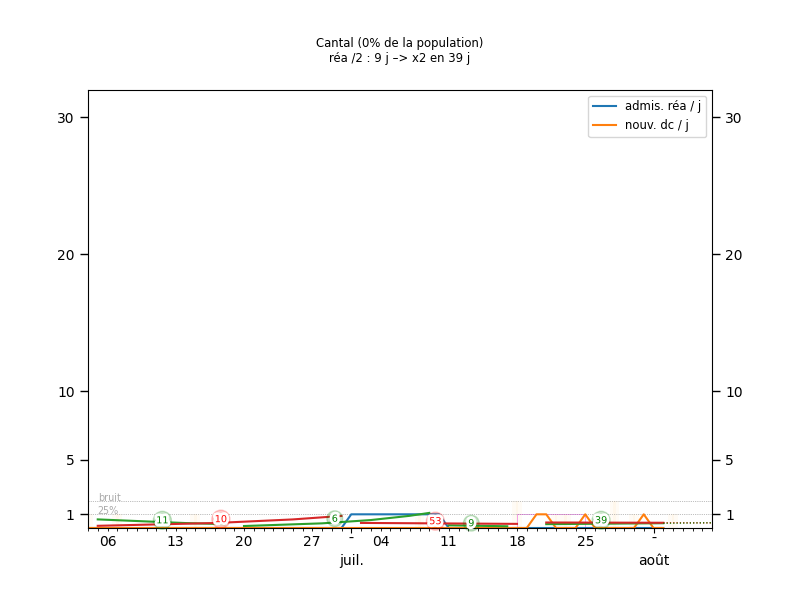 Cantal (0% de la population)
réa /2 : 9 j –> x2 en 39 j
admis. réa / j
nouv. dc / j
30 30
20 20
10 10
5 5
bruit
25%
1 1
11 10 6 53 9 39
06 13 20 27 - 04 11 18 25 -
juil. août